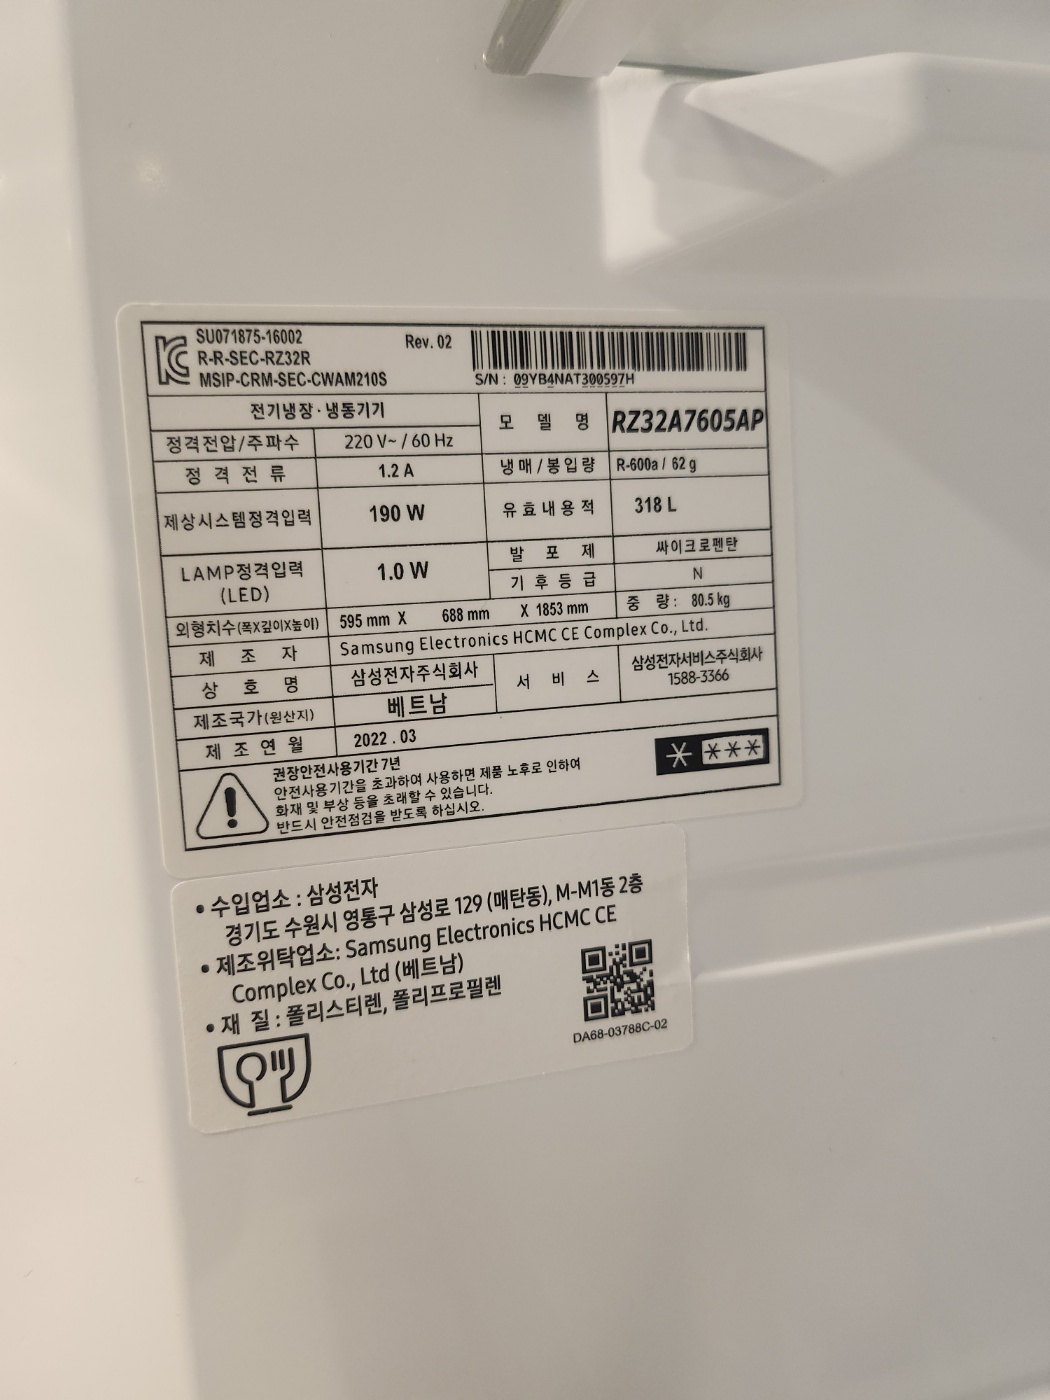 SU071875-16002
R-R-SEC-RZ32R
MSIP-CRM-SEC-CWAM210S
Rev. 02
S/N : 09YB4NAT300597H
전기냉장·냉동기기
모 델 명 RZ32A7605AP
정격전압/주파수 220 V~ / 60 Hz
정 격 전 류 1.2 A
냉매/봉입량 R-600a / 62 g
제상시스템정격입력 190 W
유효내용적 318 L
LAMP정격입력
(LED)
1.0 W
발 포 제 싸이크로펜탄
기후등급 N
외형치수(폭X깊이X높이) 595 mm X 688 mm X 1853 mm
중 량 : 80.5 kg
제 조 자 Samsung Electronics HCMC CE Complex Co., Ltd.
상 호 명 삼성전자주식회사
서 비 스 삼성전자서비스주식회사
1588-3366
제조국가(원산지) 베트남
제 조 연 월 2022 . 03
권장안전사용기간 7년
안전사용기간을 초과하여 사용하면 제품 노후로 인하여
화재 및 부상 등을 초래할 수 있습니다.
반드시 안전점검을 받도록 하십시오.
• 수입업소 : 삼성전자
경기도 수원시 영통구 삼성로 129 (매탄동), M-M1동 2층
• 제조위탁업소: Samsung Electronics HCMC CE
Complex Co., Ltd (베트남)
• 재 질 : 폴리스티렌, 폴리프로필렌
DA68-03788C-02